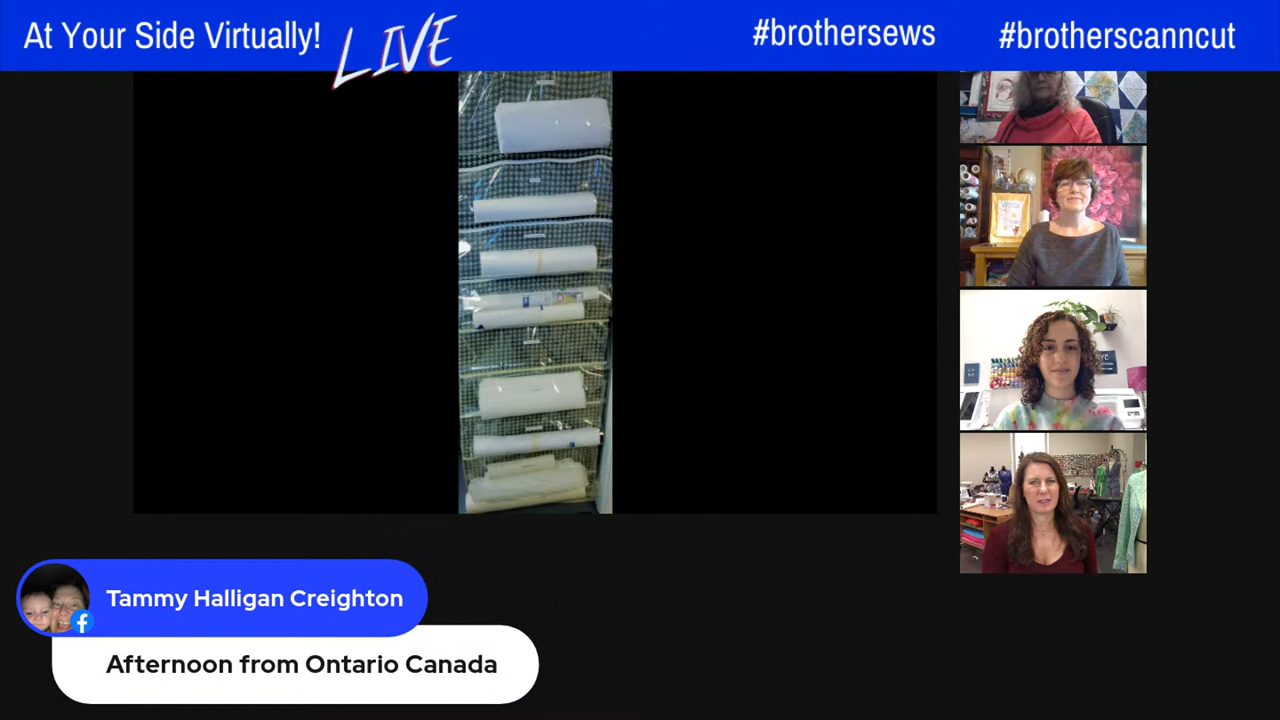 At Your Side Virtually! LIVE
#brothersews
#brotherscanncut
Tammy Halligan Creighton
Afternoon from Ontario Canada